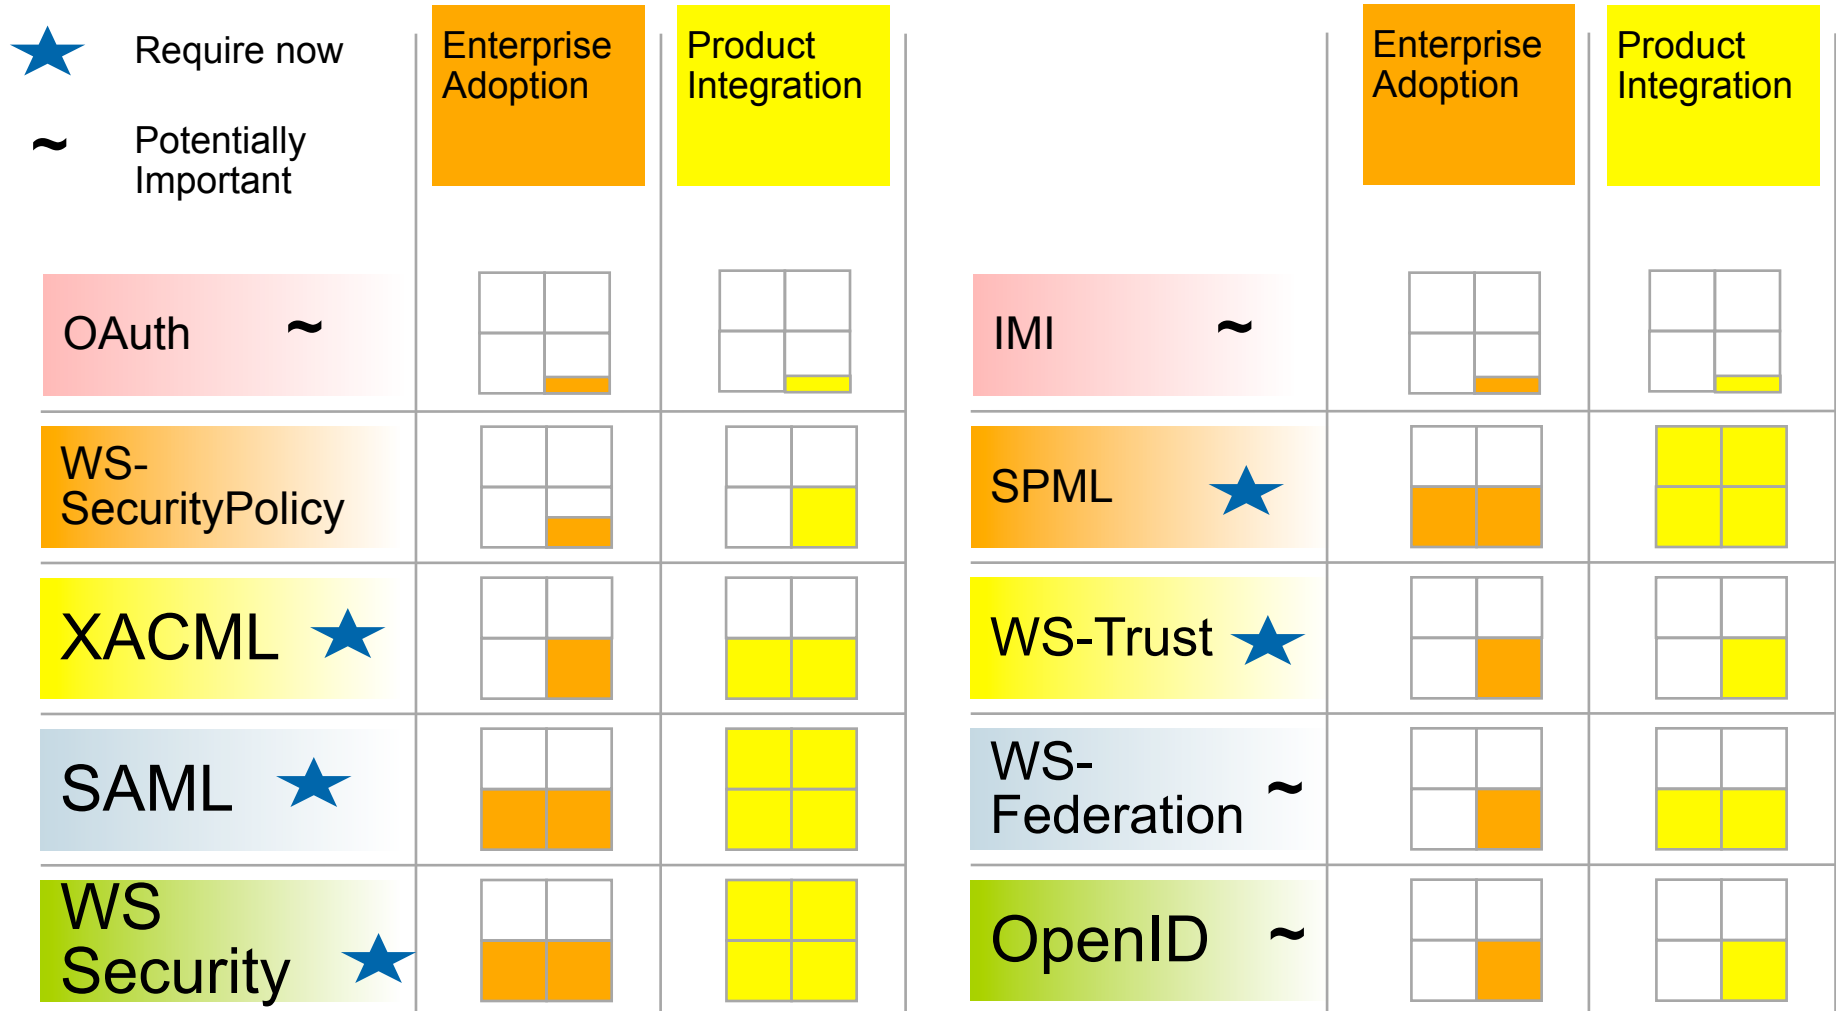 Require now
~ Potentially
Important
Enterprise
Adoption
Product
Integration
Enterprise
Adoption
Product
Integration
OAuth ~
IMI ~
WS-
SecurityPolicy
SPML
XACML
WS-Trust
SAML
WS-
Federation ~
WS
Security
OpenID ~